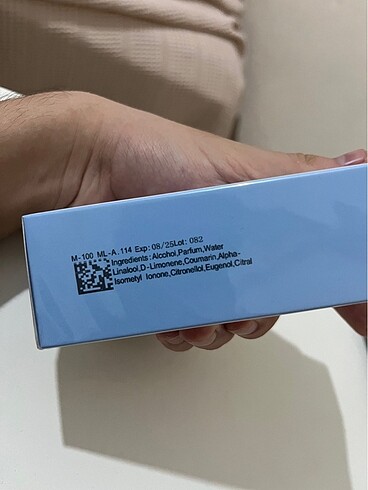 M-100 ML-A.114 Exp: 08/25Lot: 082
Ingredients: Alcohol,Parfum,Water
Linalool,D-Limonene,Coumarin,Alpha-
Isometyl Ionone,Citronellol,Eugenol,Citral